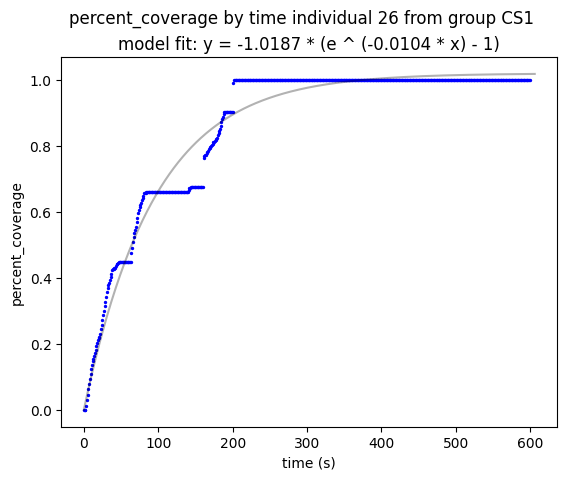 percent_coverage by time individual 26 from group CS1
model fit: y = -1.0187 * (e ^ (-0.0104 * x) - 1)
1.0
0.8
0.6
0.4
0.2
0.0
percent_coverage
0 100 200 300 400 500 600
time (s)